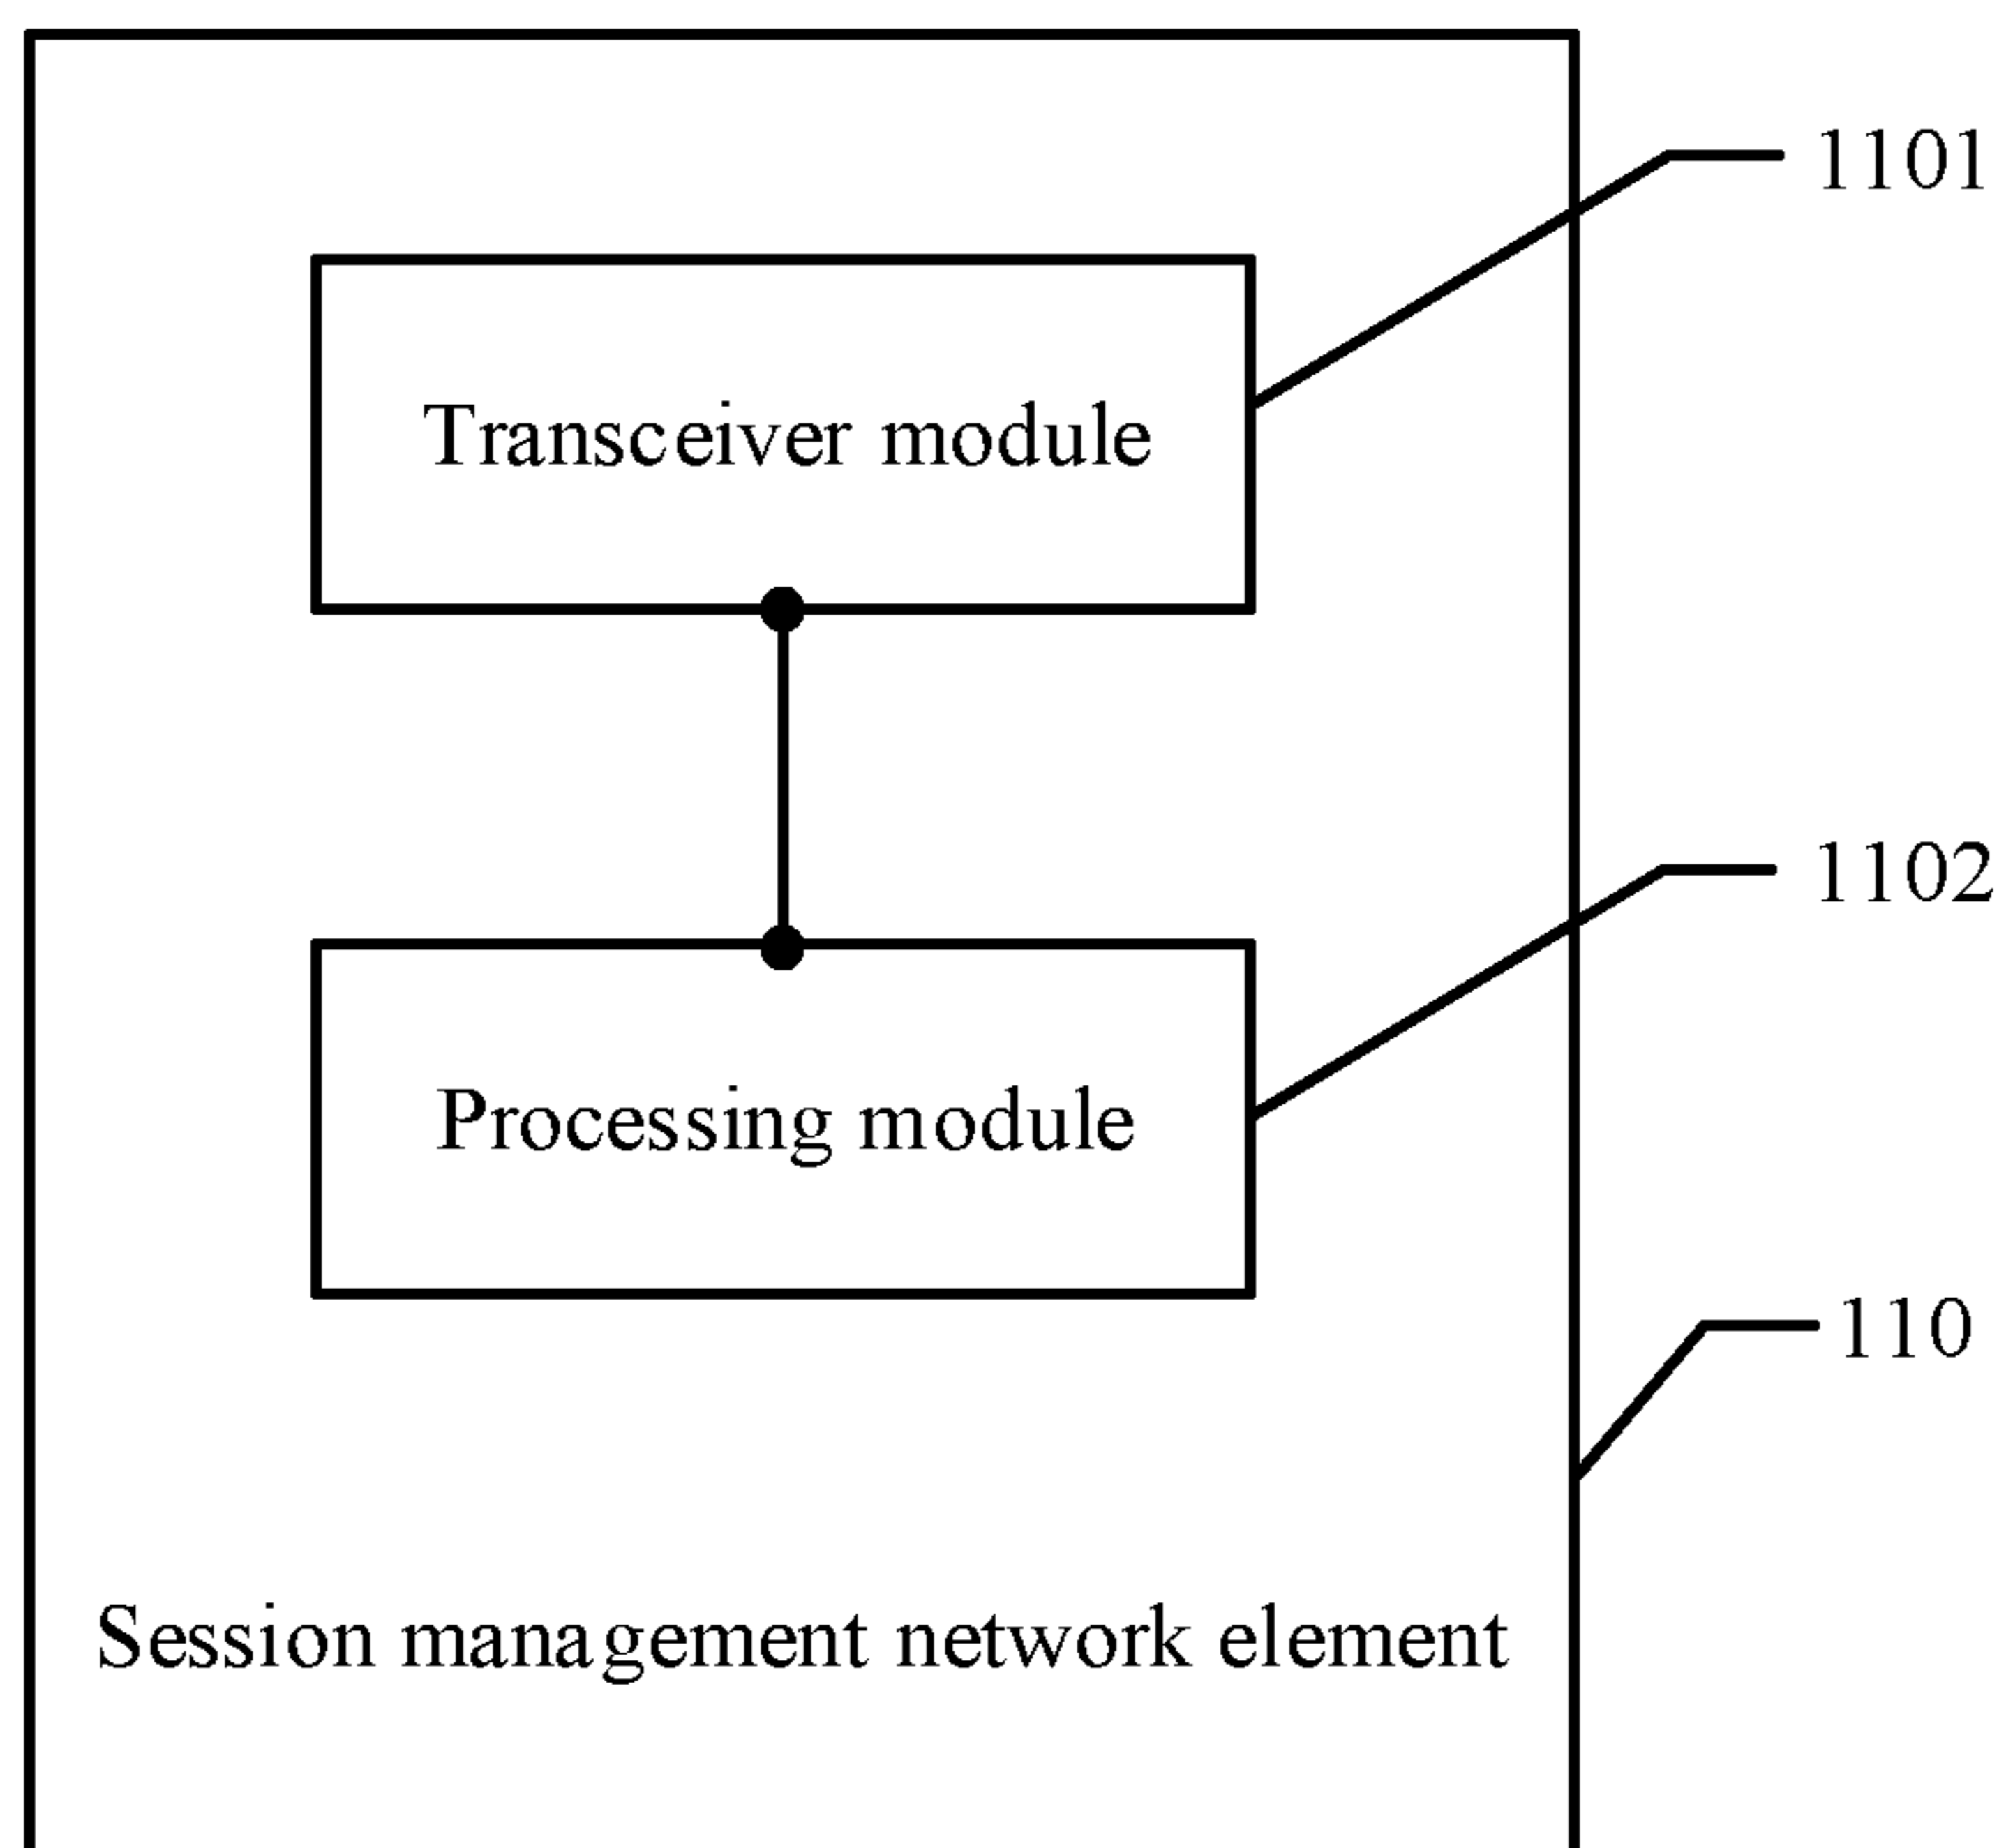 1101
Transceiver module
1102
Processing module
110
Session management network element